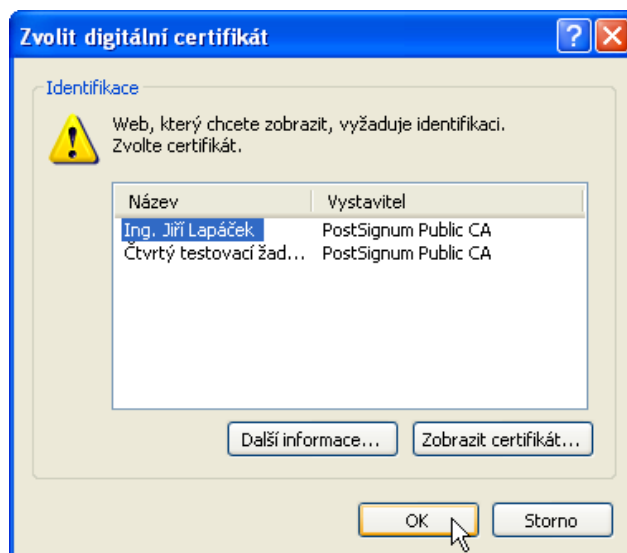 Zvolit digitální certifikát
Identifikace
Web, který chcete zobrazit, vyžaduje identifikaci.
Zvolte certifikát.
Název Vystavitel
Ing. Jiří Lapáček PostSignum Public CA
Čtvrtý testovací žad... PostSignum Public CA
Další informace... Zobrazit certifikát...
OK Storno